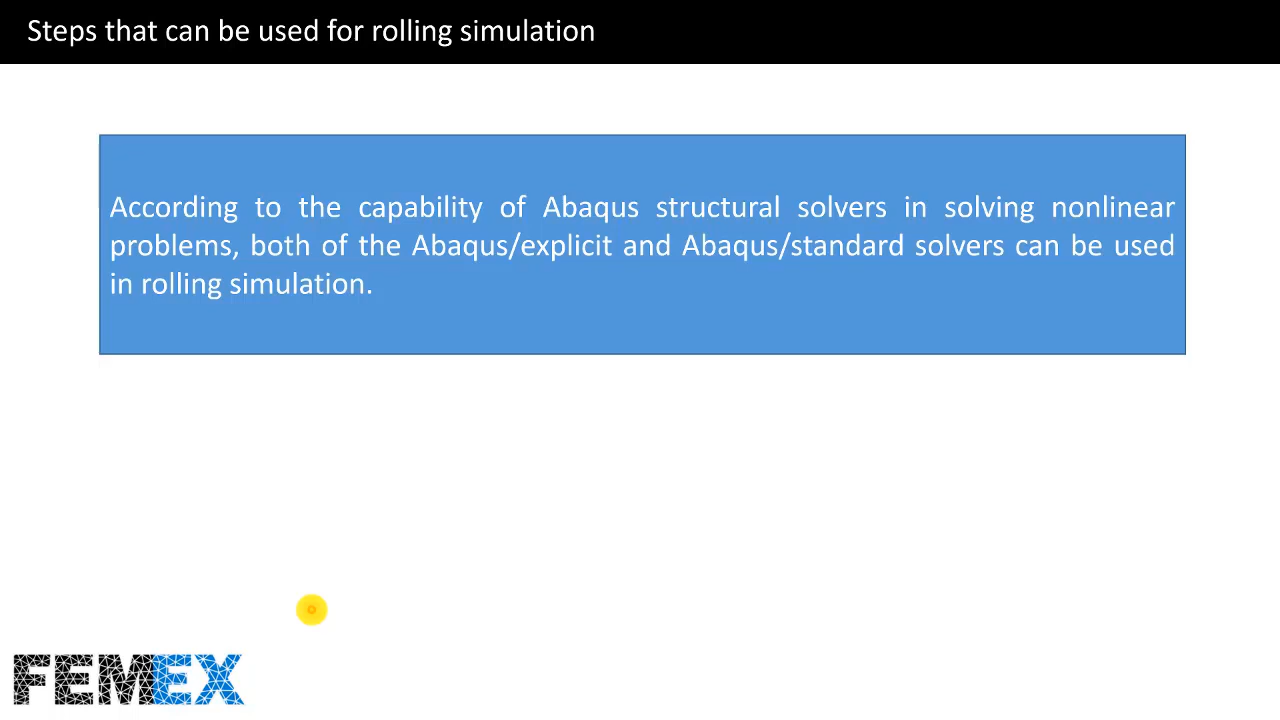 Steps that can be used for rolling simulation
According to the capability of Abaqus structural solvers in solving nonlinear
problems, both of the Abaqus/explicit and Abaqus/standard solvers can be used
in rolling simulation.
FEMEX